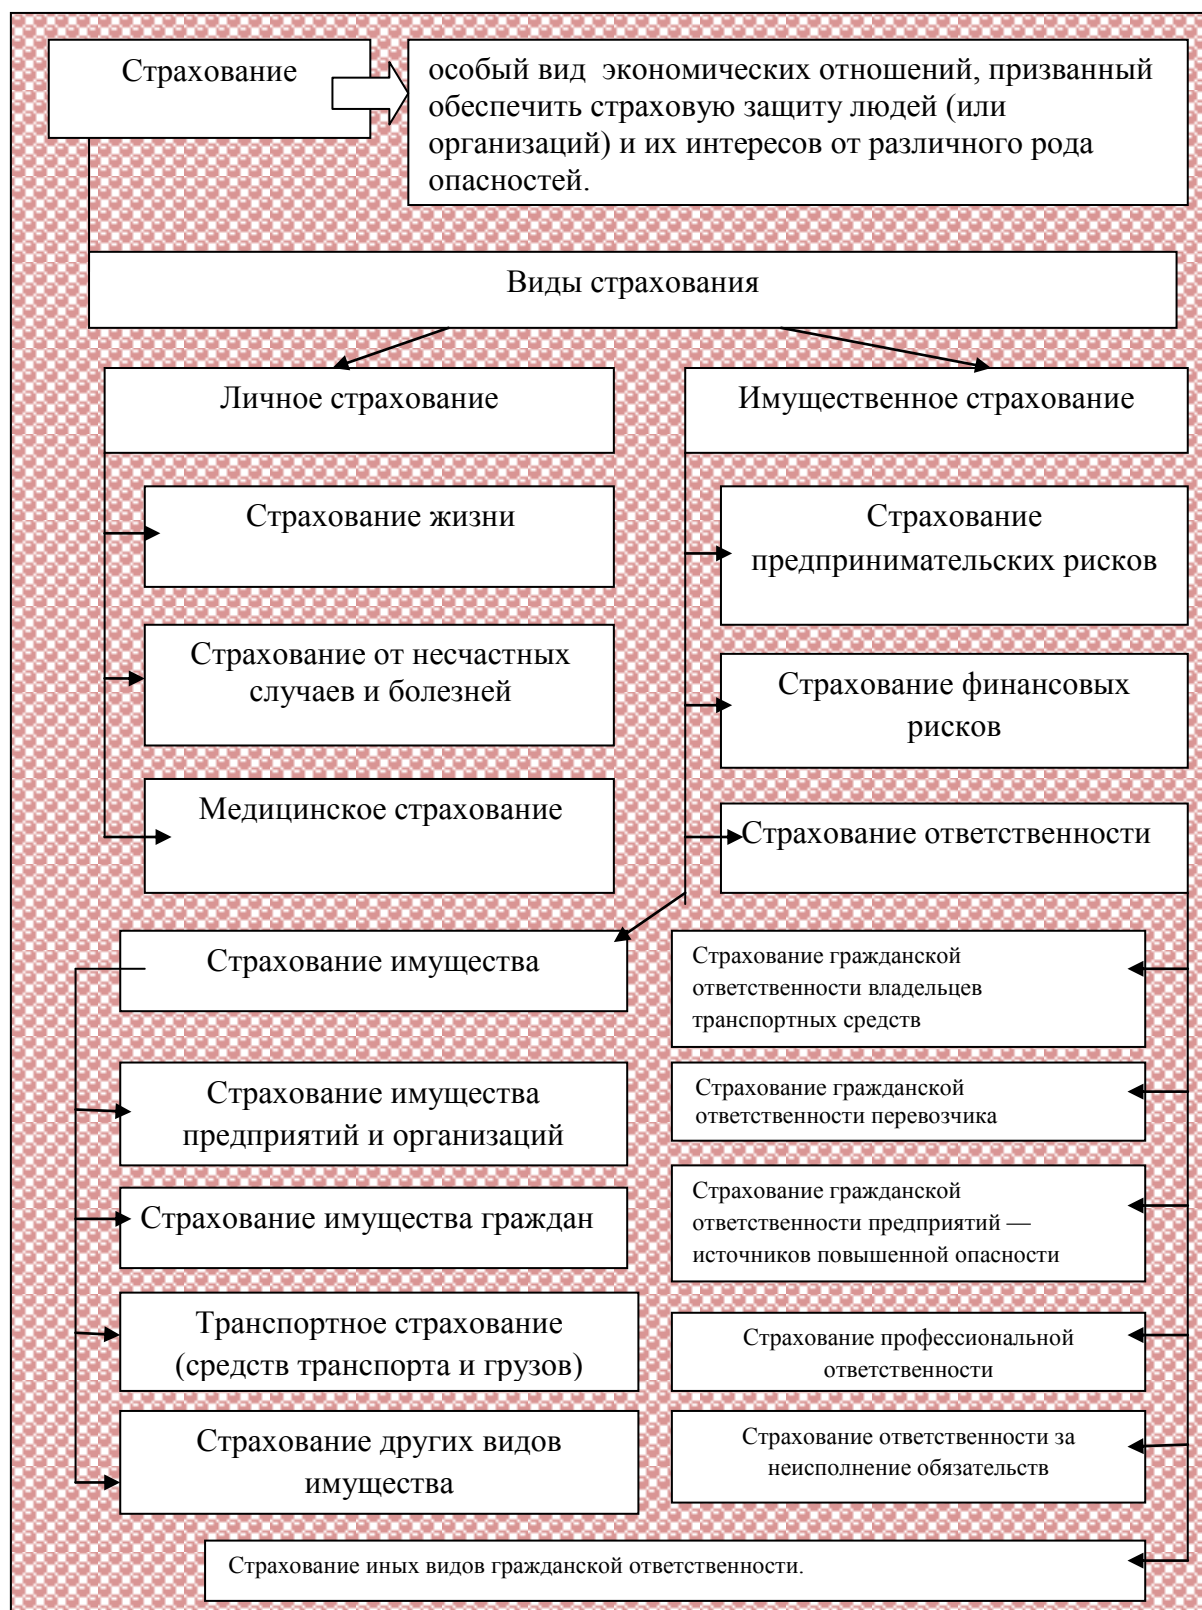 Страхование
особый вид экономических отношений, призванный
обеспечить страховую защиту людей (или
организаций) и их интересов от различного рода
опасностей.
Виды страхования
Личное страхование
Имущественное страхование
Страхование жизни
Страхование от несчастных
случаев и болезней
Медицинское страхование
Страхование
предпринимательских рисков
Страхование финансовых
рисков
Страхование ответственности
Страхование имущества
Страхование имущества
предприятий и организаций
Страхование имущества граждан
Транспортное страхование
(средств транспорта и грузов)
Страхование других видов
имущества
Страхование гражданской
ответственности владельцев
транспортных средств
Страхование гражданской
ответственности перевозчика
Страхование гражданской
ответственности предприятий —
источников повышенной опасности
Страхование профессиональной
ответственности
Страхование ответственности за
неисполнение обязательств
Страхование иных видов гражданской ответственности.